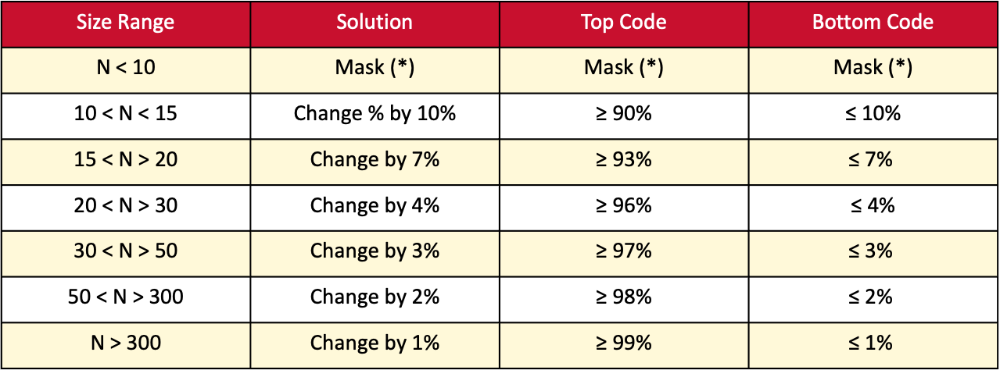 Size Range Solution Top Code Bottom Code
N < 10 Mask (*) Mask (*) Mask (*)
10 < N < 15 Change % by 10% ≥ 90% ≤ 10%
15 < N > 20 Change by 7% ≥ 93% ≤ 7%
20 < N > 30 Change by 4% ≥ 96% ≤ 4%
30 < N > 50 Change by 3% ≥ 97% ≤ 3%
50 < N > 300 Change by 2% ≥ 98% ≤ 2%
N > 300 Change by 1% ≥ 99% ≤ 1%